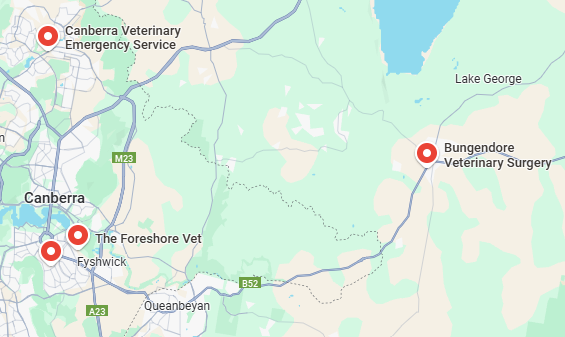 Canberra Veterinary
Emergency Service
Lake George
Bungendore
Veterinary Surgery
M23
Canberra
The Foreshore Vet
Fyshwick
B52
Queanbeyan
A23
n